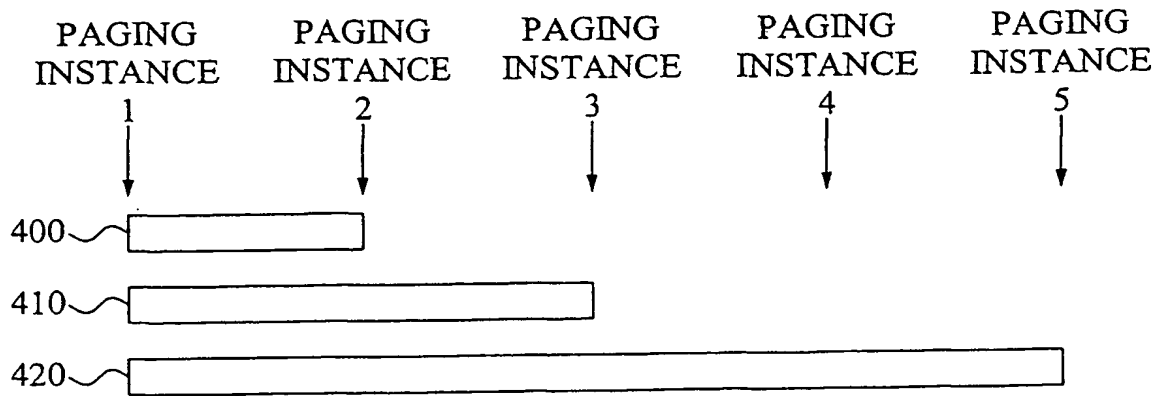 PAGING INSTANCE 1
PAGING INSTANCE 2
PAGING INSTANCE 3
PAGING INSTANCE 4
PAGING INSTANCE 5
400
410
420